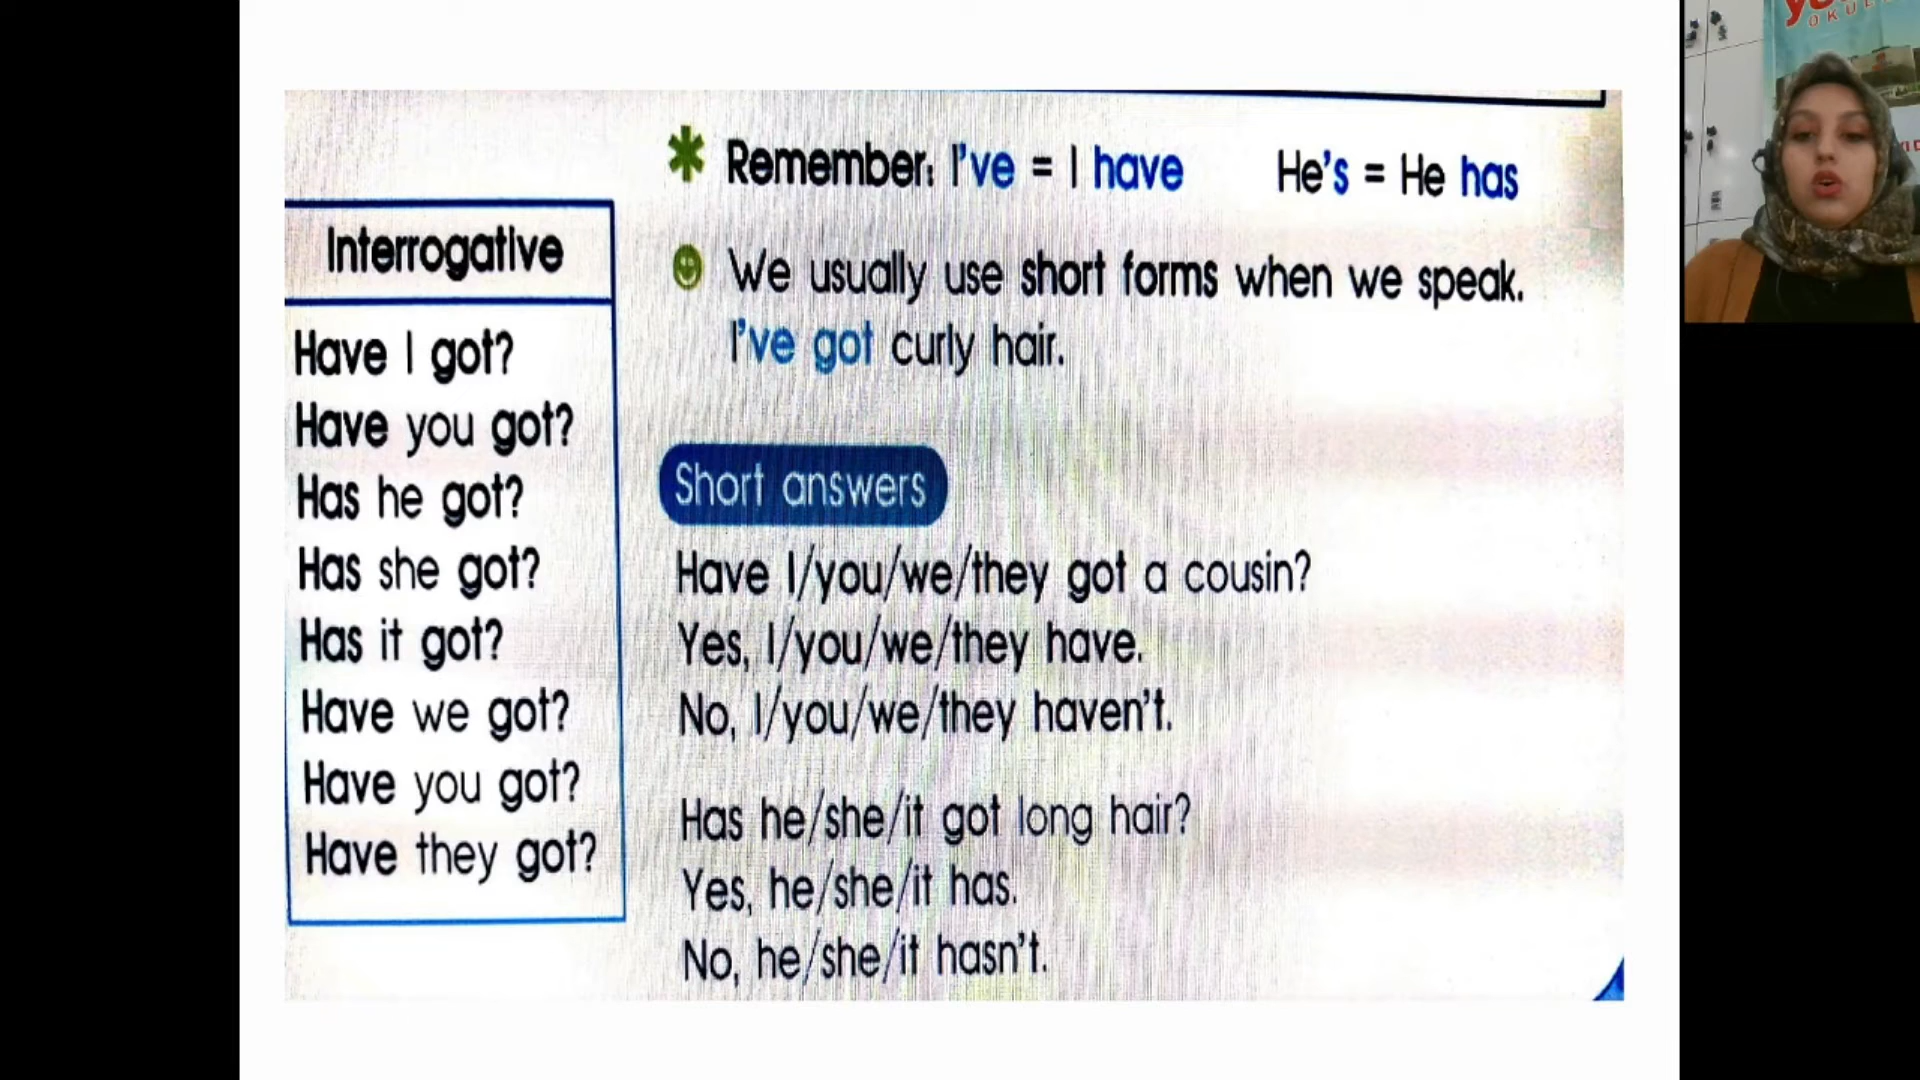 Remember: I've = I have He's = He has
We usually use short forms when we speak.
I've got curly hair.
Interrogative
Have I got?
Have you got?
Has he got?
Has she got?
Has it got?
Have we got?
Have you got?
Have they got?
Short answers
Have I/you/we/they got a cousin?
Yes, I/you/we/they have.
No, I/you/we/they haven't.
Has he/she/it got long hair?
Yes, he/she/it has.
No, he/she/it hasn't.